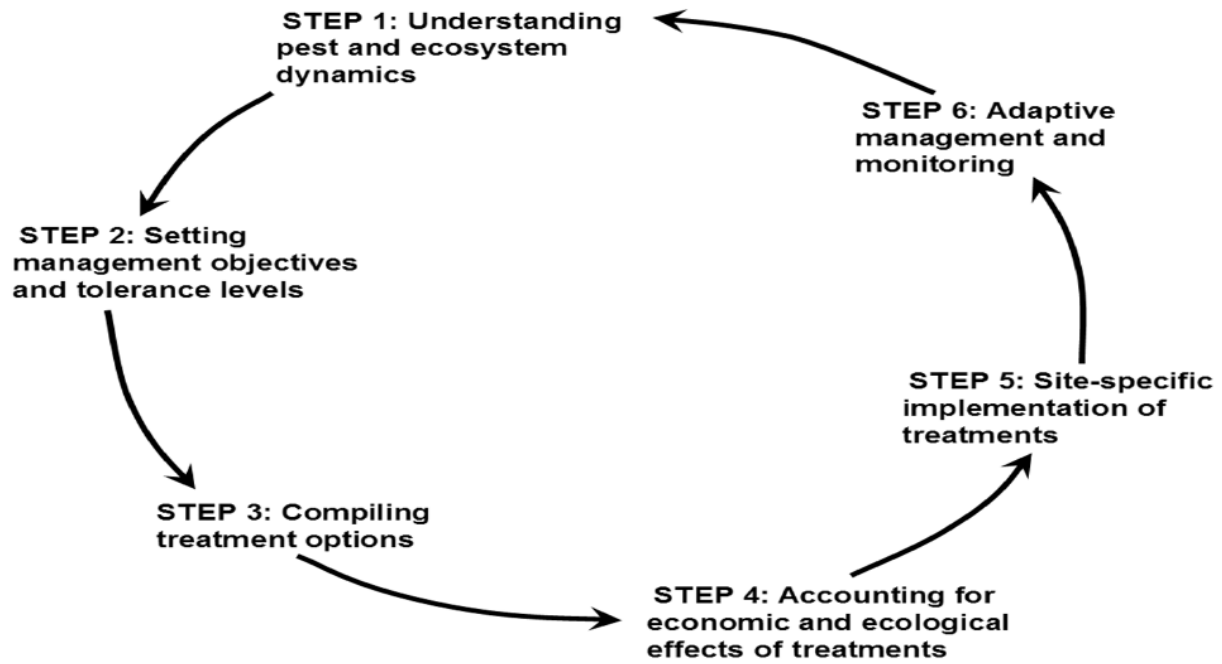 STEP 1: Understanding
pest and ecosystem
dynamics
STEP 2: Setting
management objectives
and tolerance levels
STEP 3: Compiling
treatment options
STEP 4: Accounting for
economic and ecological
effects of treatments
STEP 5: Site-specific
implementation of
treatments
STEP 6: Adaptive
management and
monitoring